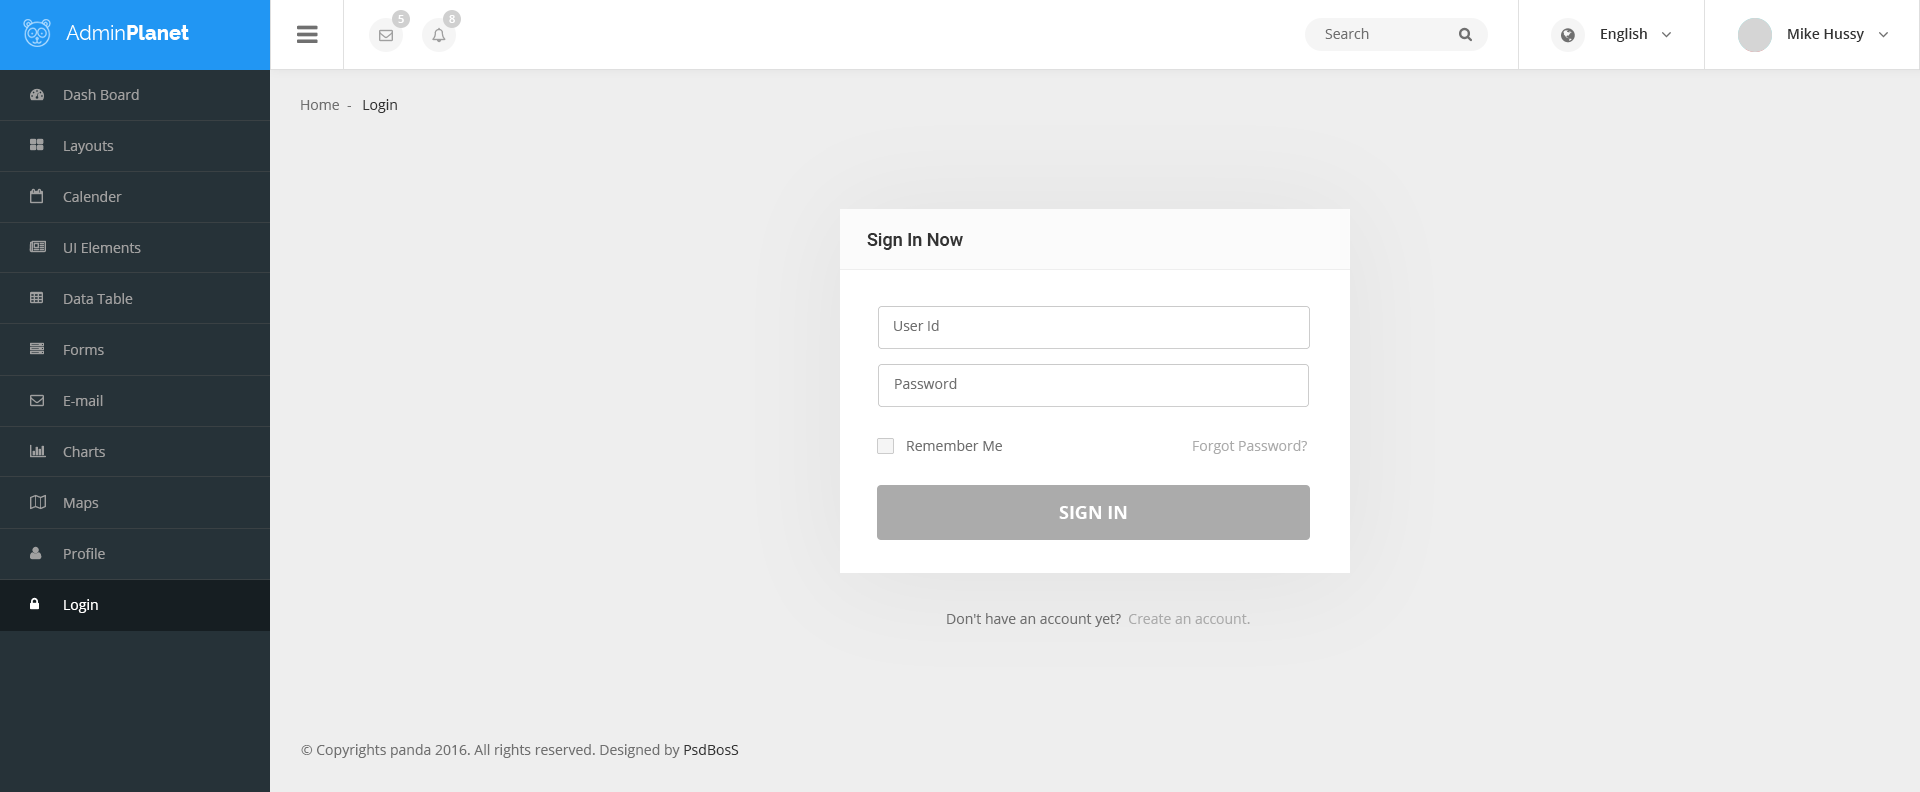 AdminPlanet
5
8
Search
English
Mike Hussy
Dash Board
Layouts
Calender
UI Elements
Data Table
Forms
E-mail
Charts
Maps
Profile
Login
Home - Login
Sign In Now
User Id
Password
Remember Me
Forgot Password?
SIGN IN
Don't have an account yet? Create an account.
© Copyrights panda 2016. All rights reserved. Designed by PsdBosS